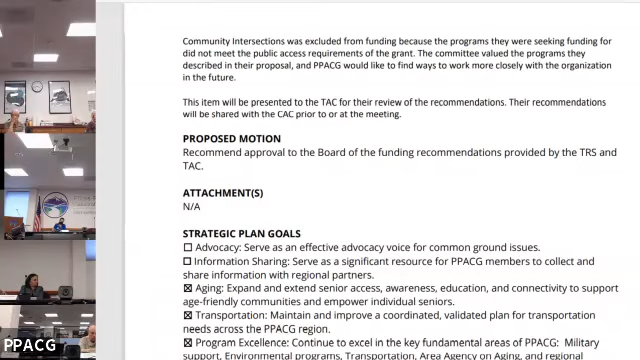 Community Intersections was excluded from funding because the programs they were seeking funding for
did not meet the public access requirements of the grant. The committee valued the programs they
described in their proposal, and PPACG would like to find ways to work more closely with the organization
in the future.
This item will be presented to the TAC for their review of the recommendations. Their recommendations
will be shared with the CAC prior to or at the meeting.
PROPOSED MOTION
Recommend approval to the Board of the funding recommendations provided by the TRS and
TAC.
ATTACHMENT(S)
N/A
STRATEGIC PLAN GOALS
☐ Advocacy: Serve as an effective advocacy voice for common ground issues.
☐ Information Sharing: Serve as a significant resource for PPACG members to collect and
share information with regional partners.
☒ Aging: Expand and extend senior access, awareness, education, and connectivity to support
age-friendly communities and empower individual seniors.
☒ Transportation: Maintain and improve a coordinated, validated plan for transportation
needs across the PPACG region.
☒ Program Excellence: Continue to excel in the key fundamental areas of PPACG: Military
support, Environmental programs, Transportation, Area Agency on Aging, and regional
PPACG